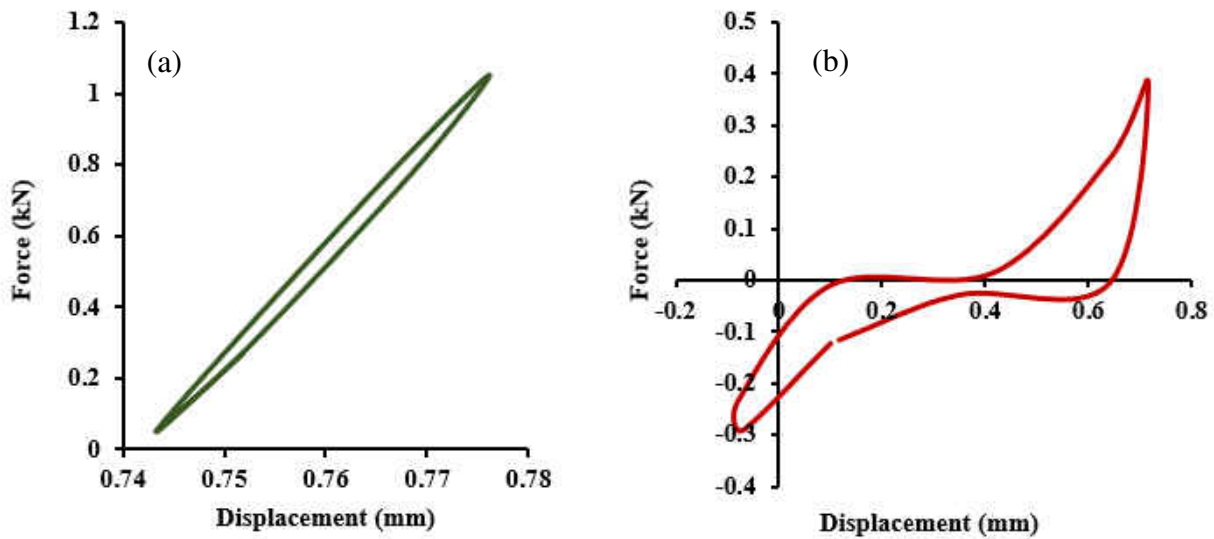 (a)
Force (kN)
1.2
1
0.8
0.6
0.4
0.2
0
0.74 0.75 0.76 0.77 0.78
Displacement (mm)
(b)
Force (kN)
0.5
0.4
0.3
0.2
0.1
0
-0.1
-0.2
-0.3
-0.4
-0.2 0 0.2 0.4 0.6 0.8
Displacement (mm)